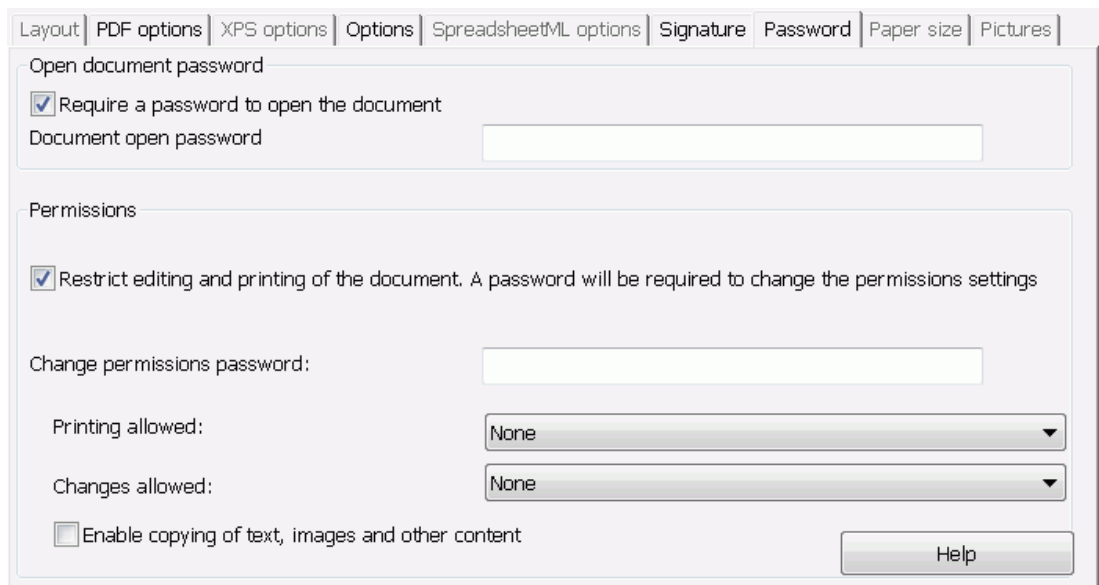 Layout PDF options XPS options Options SpreadsheetML options Signature Password Paper size Pictures
Open document password
Require a password to open the document
Document open password
Permissions
Restrict editing and printing of the document. A password will be required to change the permissions settings
Change permissions password:
Printing allowed: None
Changes allowed: None
Enable copying of text, images and other content
Help